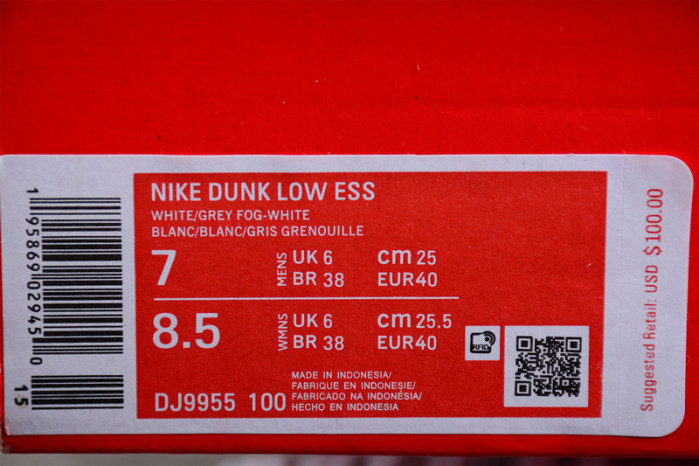 NIKE DUNK LOW ESS
WHITE/GREY FOG-WHITE
BLANC/BLANC/GRIS GRENOUILLE
7 MENS UK 6 cm 25
BR 38 EUR40
8.5 WMNS UK 6 cm 25.5
BR 38 EUR40
RFID
MADE IN INDONESIA/
FABRIQUE EN INDONESIE/
FABRICADO NA INDONÉSIA/
HECHO EN INDONESIA
DJ9955 100
1 95869 02945 0
15
Suggested Retail: USD $100.00